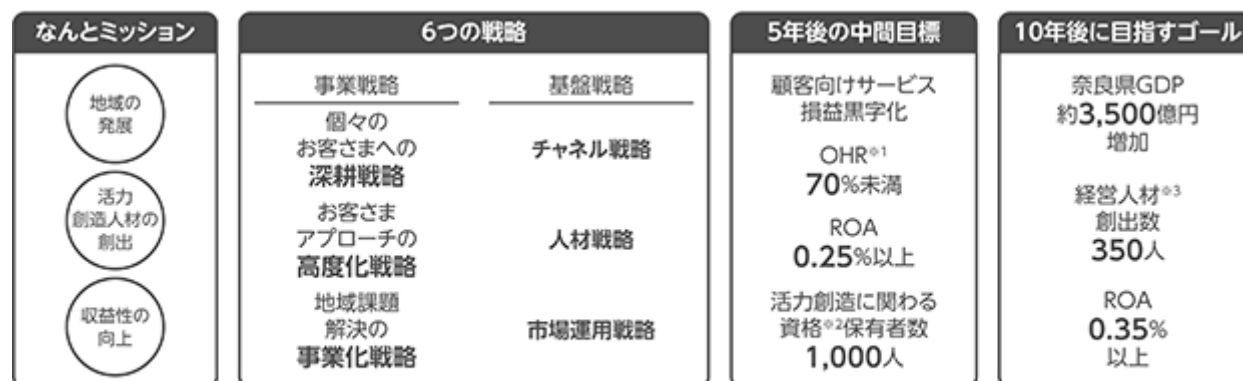 なんとミッション
地域の
発展
活力
創造人材の
創出
収益性の
向上
6つの戦略
事業戦略
個々の
お客さまへの
深耕戦略
お客さま
アプローチの
高度化戦略
地域課題
解決の
事業化戦略
基盤戦略
チャネル戦略
人材戦略
市場運用戦略
5年後の中間目標
顧客向けサービス
損益黒字化
OHR※1
70%未満
ROA
0.25%以上
活力創造に関わる
資格※2保有者数
1,000人
10年後に目指すゴール
奈良県GDP
約3,500億円
増加
経営人材※3
創出数
350人
ROA
0.35%
以上